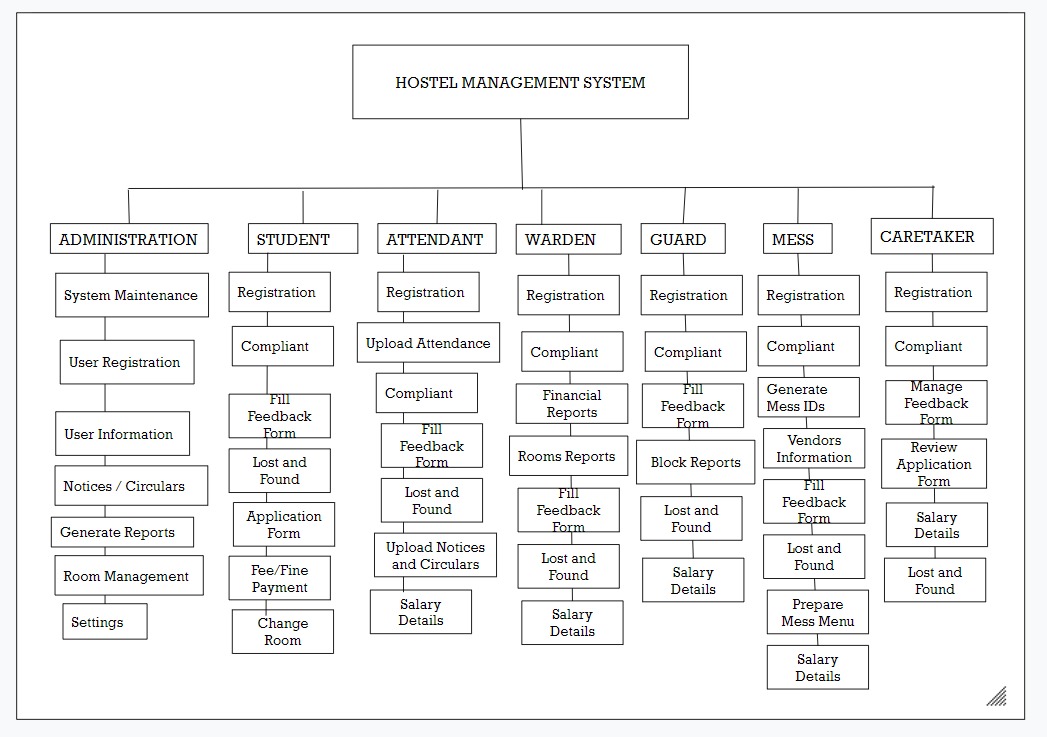 HOSTEL MANAGEMENT SYSTEM
ADMINISTRATION
System Maintenance
User Registration
User Information
Notices / Circulars
Generate Reports
Room Management
Settings
STUDENT
Registration
Compliant
Fill
Feedback
Form
Lost and
Found
Application
Form
Fee/Fine
Payment
Change
Room
ATTENDANT
Registration
Upload Attendance
Compliant
Fill
Feedback
Form
Lost and
Found
Upload Notices
and Circulars
Salary
Details
WARDEN
Registration
Compliant
Financial
Reports
Rooms Reports
Fill
Feedback
Form
Lost and
Found
Salary
Details
GUARD
Registration
Compliant
Fill
Feedback
Form
Block Reports
Lost and
Found
Salary
Details
MESS
Registration
Compliant
Generate
Mess IDs
Vendors
Information
Fill
Feedback
Form
Lost and
Found
Prepare
Mess Menu
Salary
Details
CARETAKER
Registration
Compliant
Manage
Feedback
Form
Review
Application
Form
Salary
Details
Lost and
Found